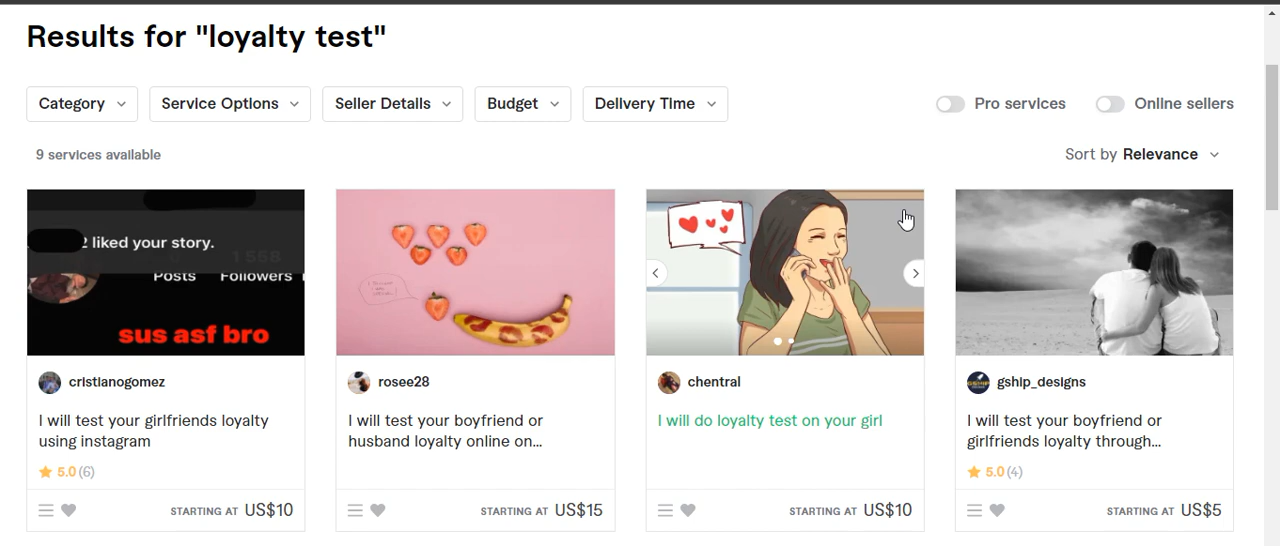 Results for "loyalty test"
Category
Service Options
Seller Details
Budget
Delivery Time
Pro services
Online sellers
9 services available
Sort by Relevance
2 liked your story.
1 558
Posts Followers
sus asf bro
cristianogomez
I will test your girlfriends loyalty
using instagram
5.0 (6)
STARTING AT US$10
rosee28
I will test your boyfriend or
husband loyalty online on...
STARTING AT US$15
chentral
I will do loyalty test on your girl
STARTING AT US$10
gship_designs
I will test your boyfriend or
girlfriends loyalty through...
5.0 (4)
STARTING AT US$5